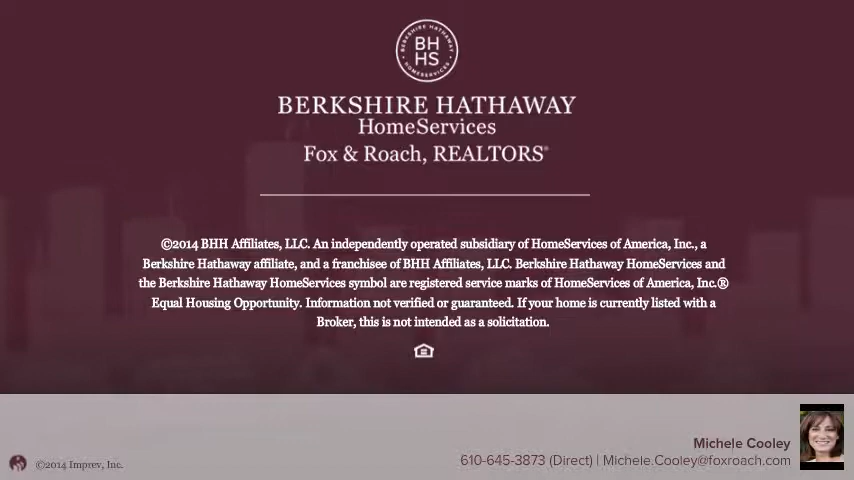 BERKSHIRE HATHAWAY
HOMESERVICES
BH
HS
BERKSHIRE HATHAWAY
HomeServices
Fox & Roach, REALTORS®
©2014 BHH Affiliates, LLC. An independently operated subsidiary of HomeServices of America, Inc., a
Berkshire Hathaway affiliate, and a franchisee of BHH Affiliates, LLC. Berkshire Hathaway HomeServices and
the Berkshire Hathaway HomeServices symbol are registered service marks of HomeServices of America, Inc.®
Equal Housing Opportunity. Information not verified or guaranteed. If your home is currently listed with a
Broker, this is not intended as a solicitation.
Michele Cooley
610-645-3873 (Direct) | Michele.Cooley@foxroach.com
©2014 Imprev, Inc.